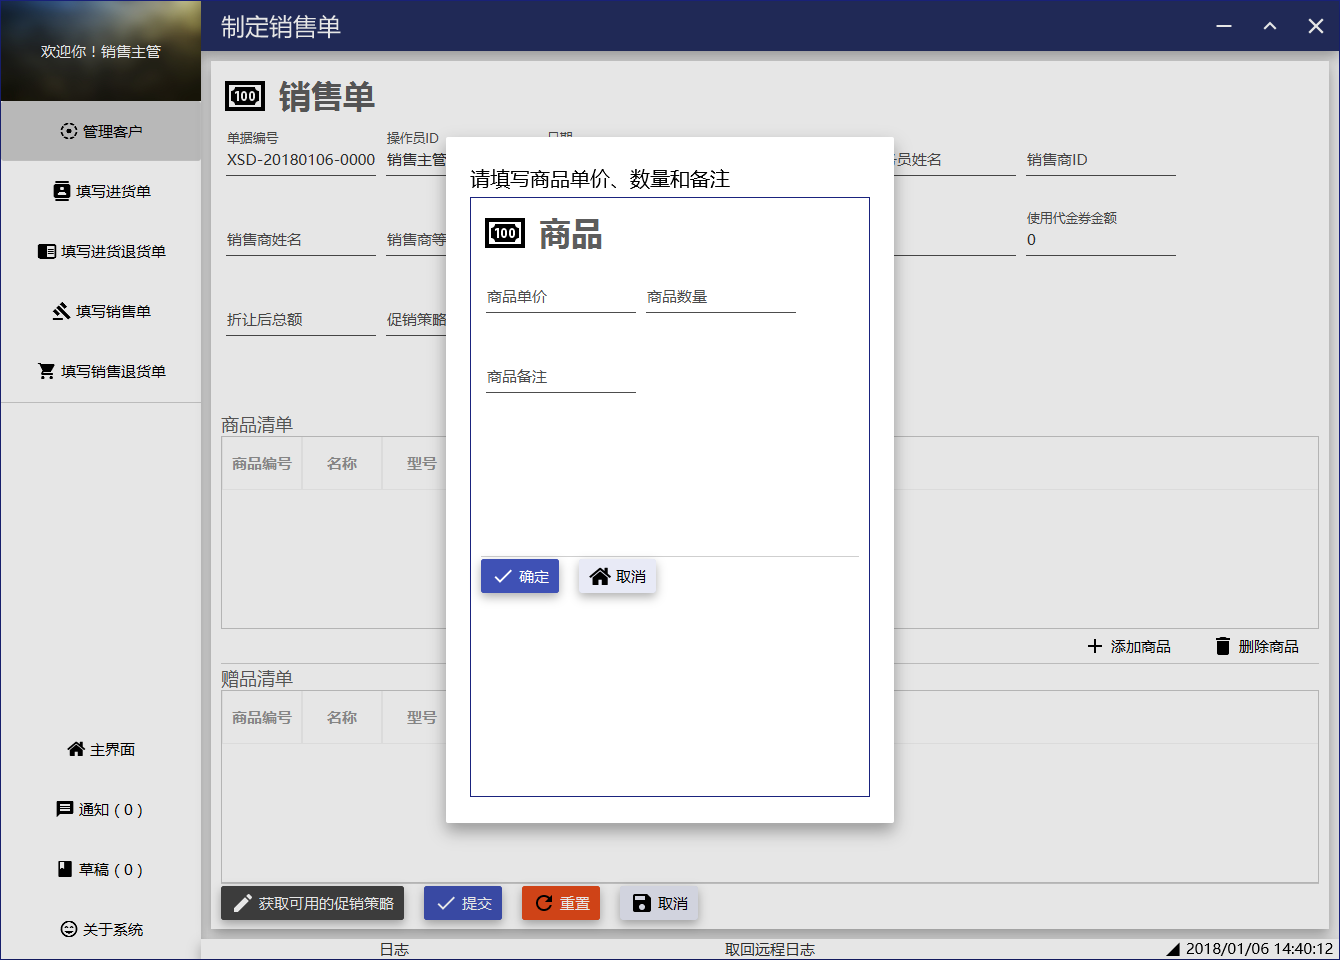 欢迎你！销售主管
制定销售单
管理客户
填写进货单
填写进货退货单
填写销售单
填写销售退货单
主界面
通知 ( 0 )
草稿 ( 0 )
关于系统
100 销售单
单据编号
操作员ID
XSD-20180106-0000
销售主管
员姓名
销售商ID
销售商姓名
销售商等
使用代金券金额
0
折让后总额
促销策略
商品清单
商品编号 名称 型号
添加商品
删除商品
赠品清单
商品编号 名称 型号
获取可用的促销策略
提交
重置
取消
请填写商品单价、数量和备注
100 商品
商品单价
商品数量
商品备注
确定
取消
日志
取回远程日志
2018/01/06 14:40:12